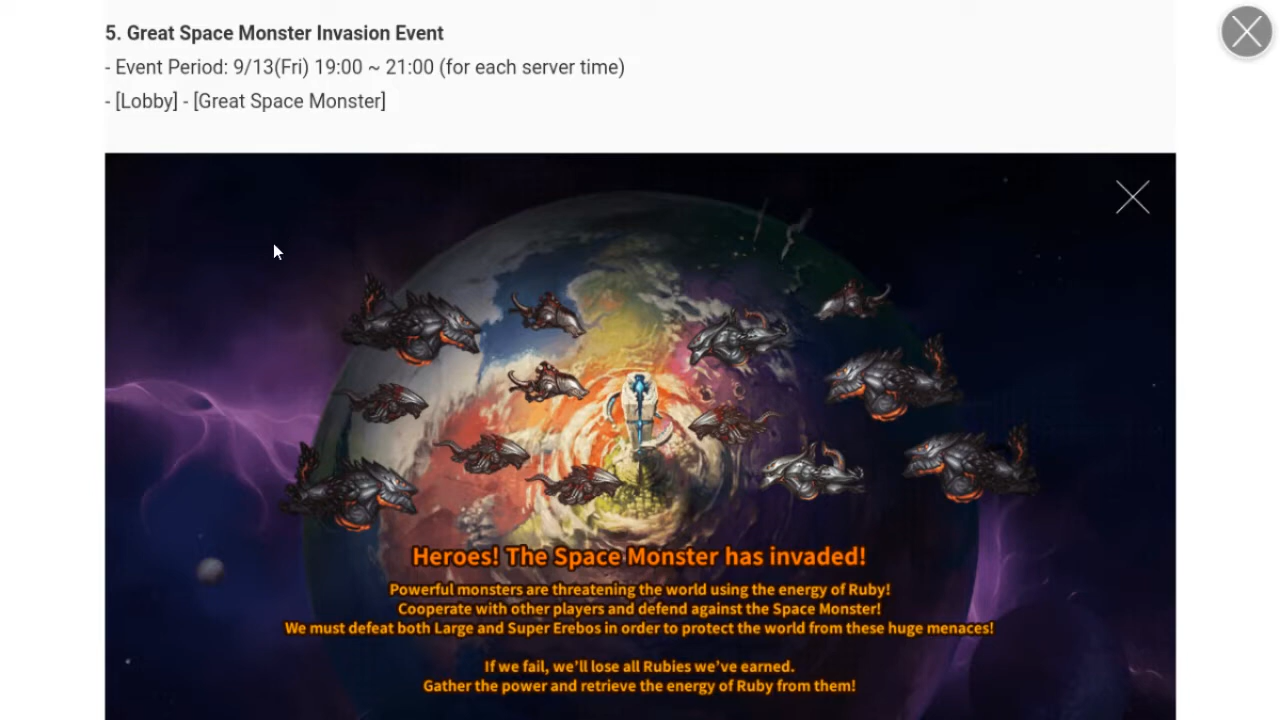 5. Great Space Monster Invasion Event
- Event Period: 9/13(Fri) 19:00 ~ 21:00 (for each server time)
- [Lobby] - [Great Space Monster]
Heroes! The Space Monster has invaded!
Powerful monsters are threatening the world using the energy of Ruby!
Cooperate with other players and defend against the Space Monster!
We must defeat both Large and Super Erebos in order to protect the world from these huge menaces!
If we fail, we'll lose all Rubies we've earned.
Gather the power and retrieve the energy of Ruby from them!